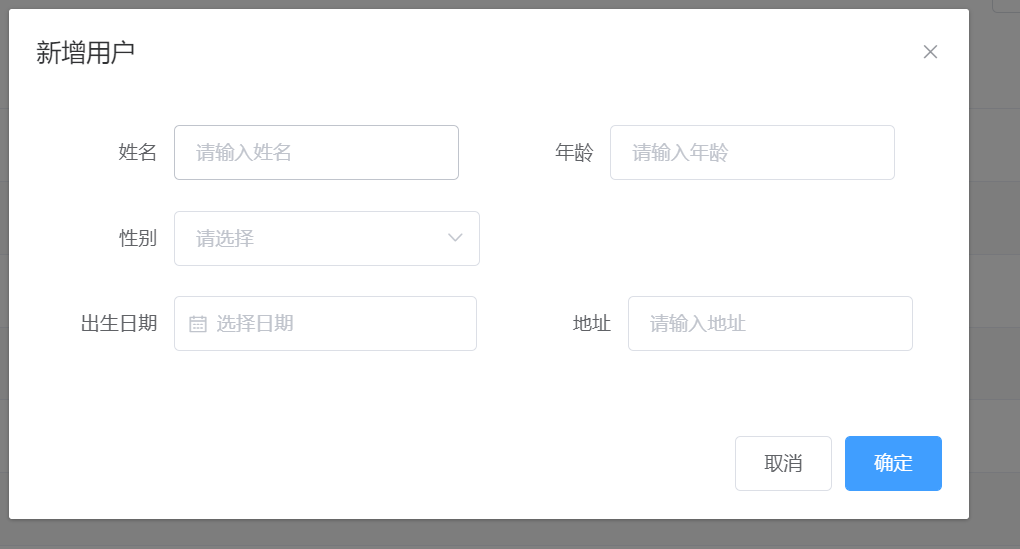 新增用户
姓名 请输入姓名 年龄 请输入年龄
性别 请选择
出生日期 选择日期 地址 请输入地址
取消 确定